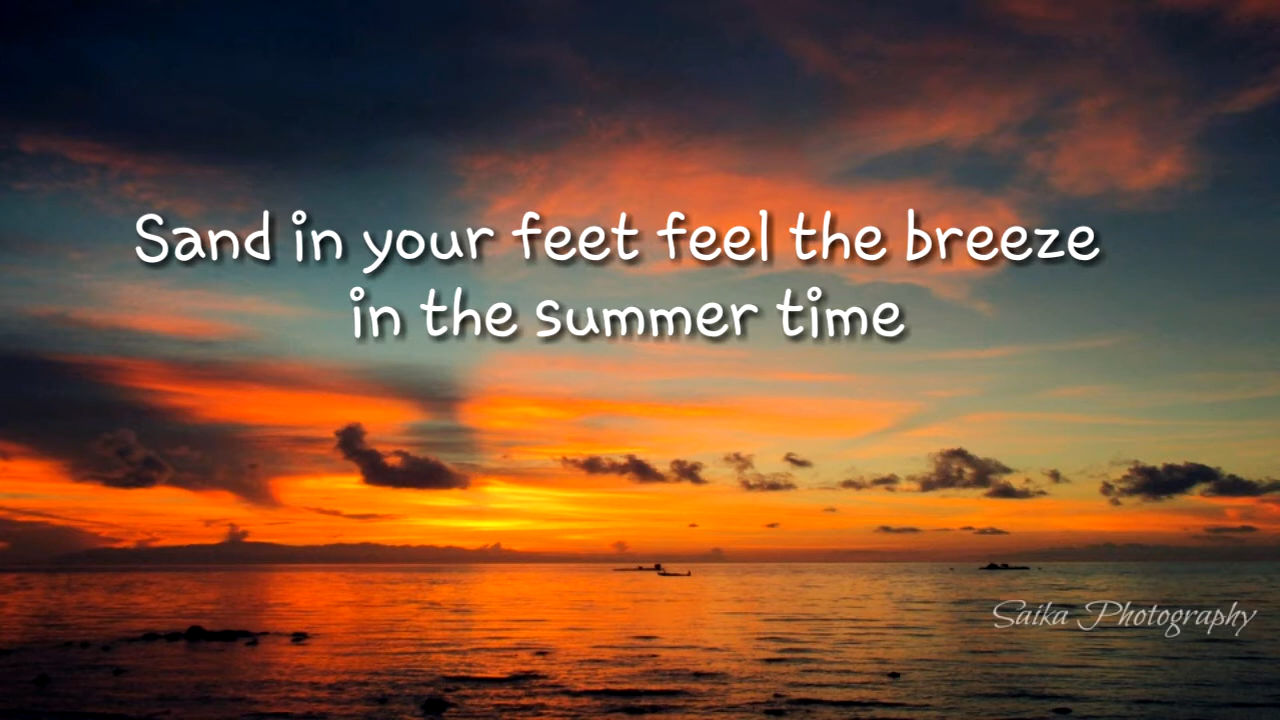 Sand in your feet feel the breeze
in the summer time
Saika Photography